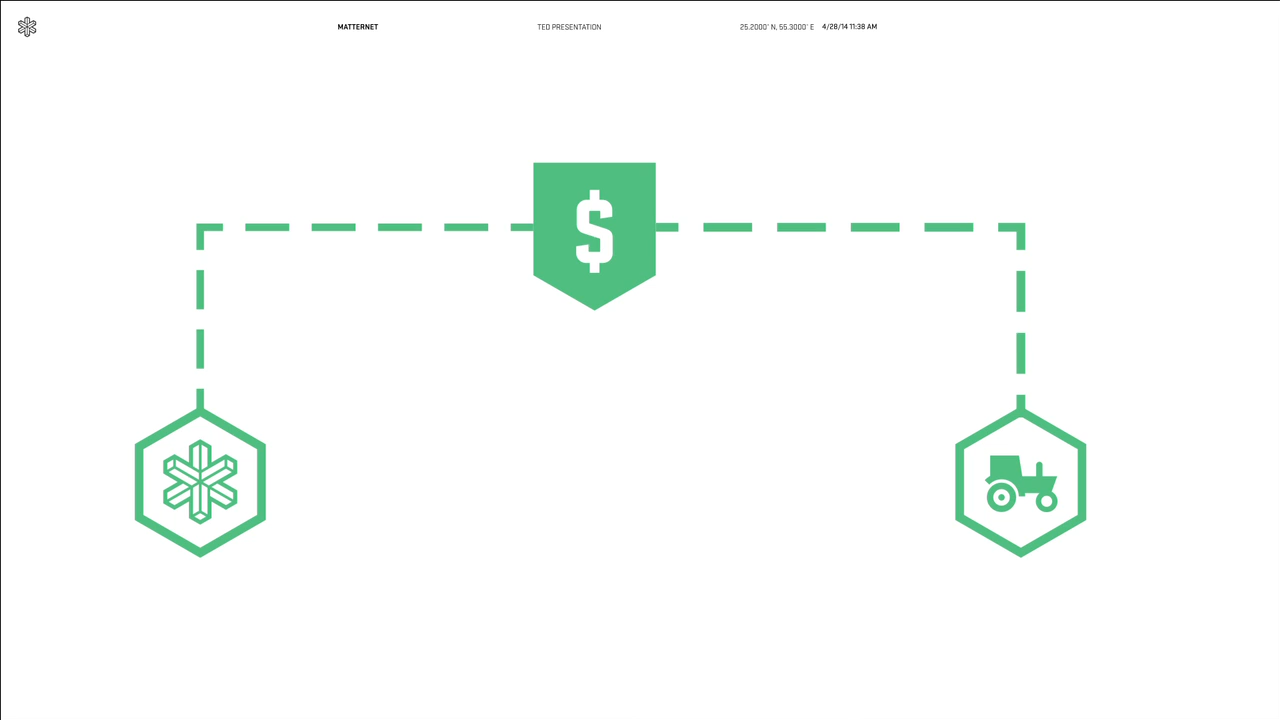 MATTERNET
TED PRESENTATION
25.2000° N, 55.3000° E 4/28/14 11:38 AM
$